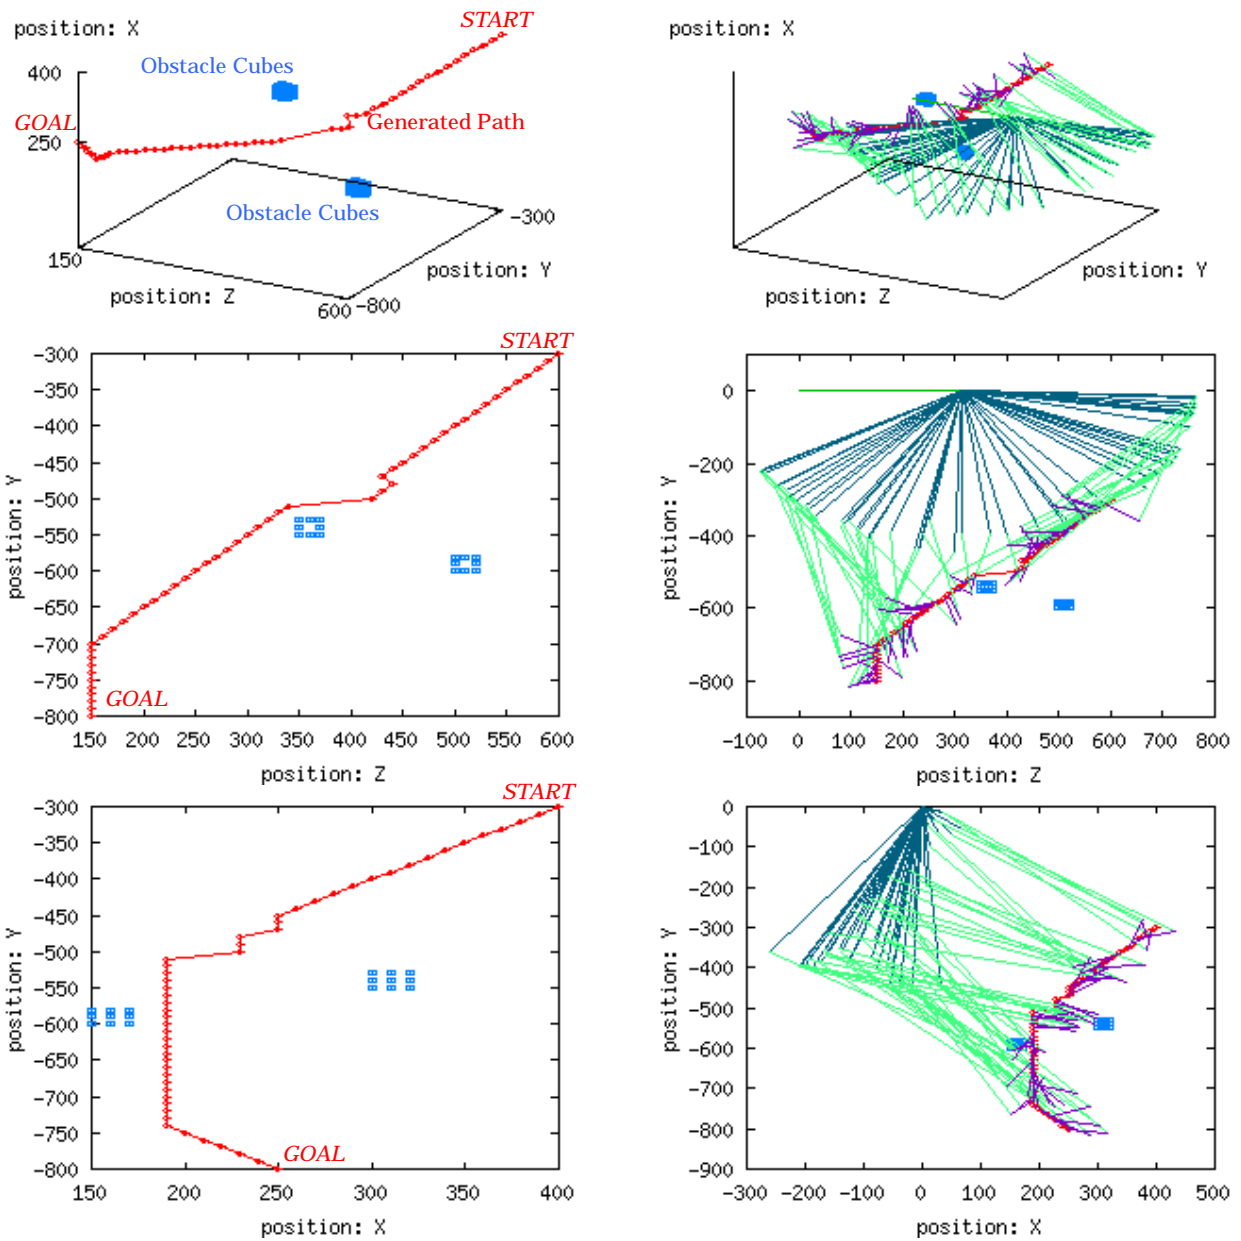 position: X
START
400
Obstacle Cubes
GOAL
250
Generated Path
Obstacle Cubes
-300
150
position: Y
position: Z
600
-800
position: X
position: Y
position: Z
START
-300
-350
-400
-450
-500
-550
-600
-650
-700
-750
-800
position: Y
GOAL
150 200 250 300 350 400 450 500 550 600
position: Z
0
-200
-400
-600
-800
position: Y
-100 0 100 200 300 400 500 600 700 800
position: Z
START
-300
-350
-400
-450
-500
-550
-600
-650
-700
-750
-800
position: Y
GOAL
150 200 250 300 350 400
position: X
0
-100
-200
-300
-400
-500
-600
-700
-800
-900
position: Y
-300 -200 -100 0 100 200 300 400 500
position: X